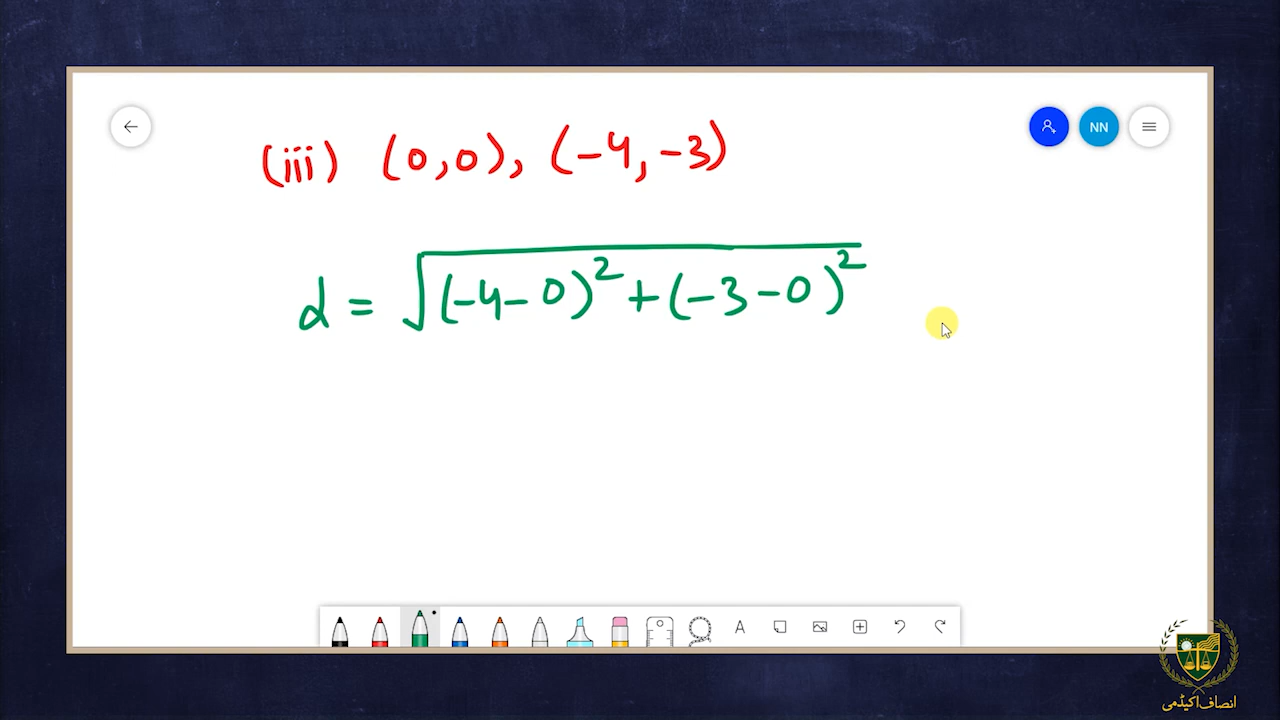 NN
(iii) (0,0), (-4,-3)
d = √(-4-0)² + (-3-0)²
A
انصاف اکیڈمی